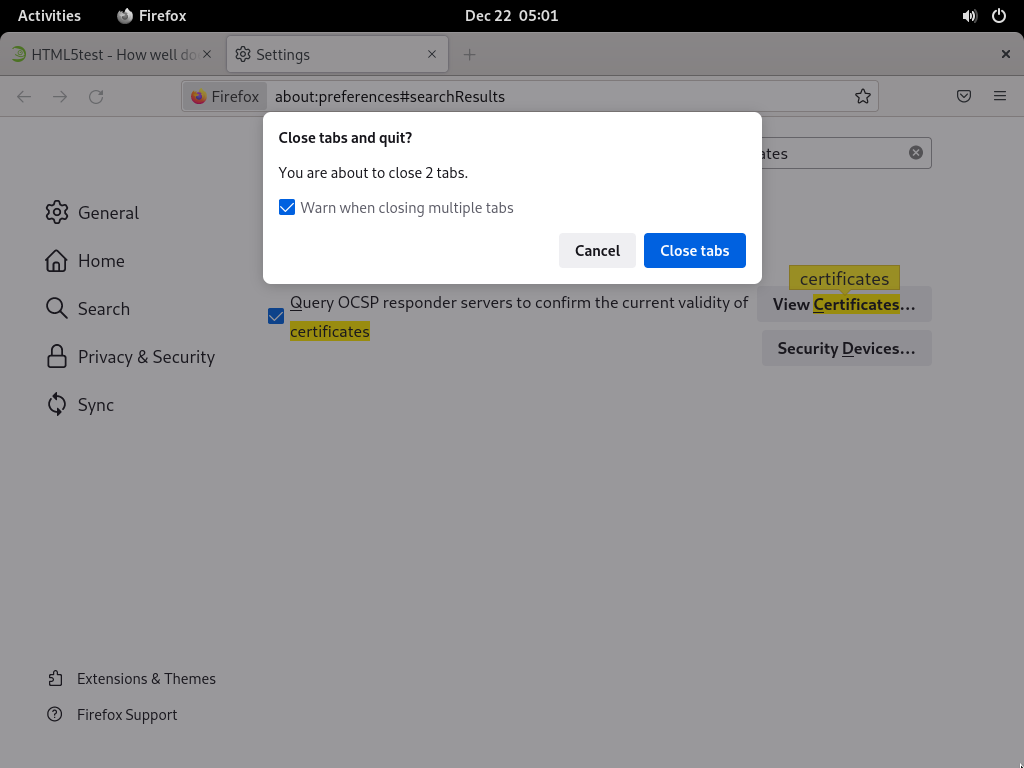 Activities
Firefox
Dec 22 05:01
HTML5test - How well do
Settings
Firefox
about:preferences#searchResults
Close tabs and quit?
You are about to close 2 tabs.
Warn when closing multiple tabs
Cancel
Close tabs
ates
General
Home
Search
Privacy & Security
Sync
certificates
Query OCSP responder servers to confirm the current validity of
certificates
View Certificates...
Security Devices...
Extensions & Themes
Firefox Support